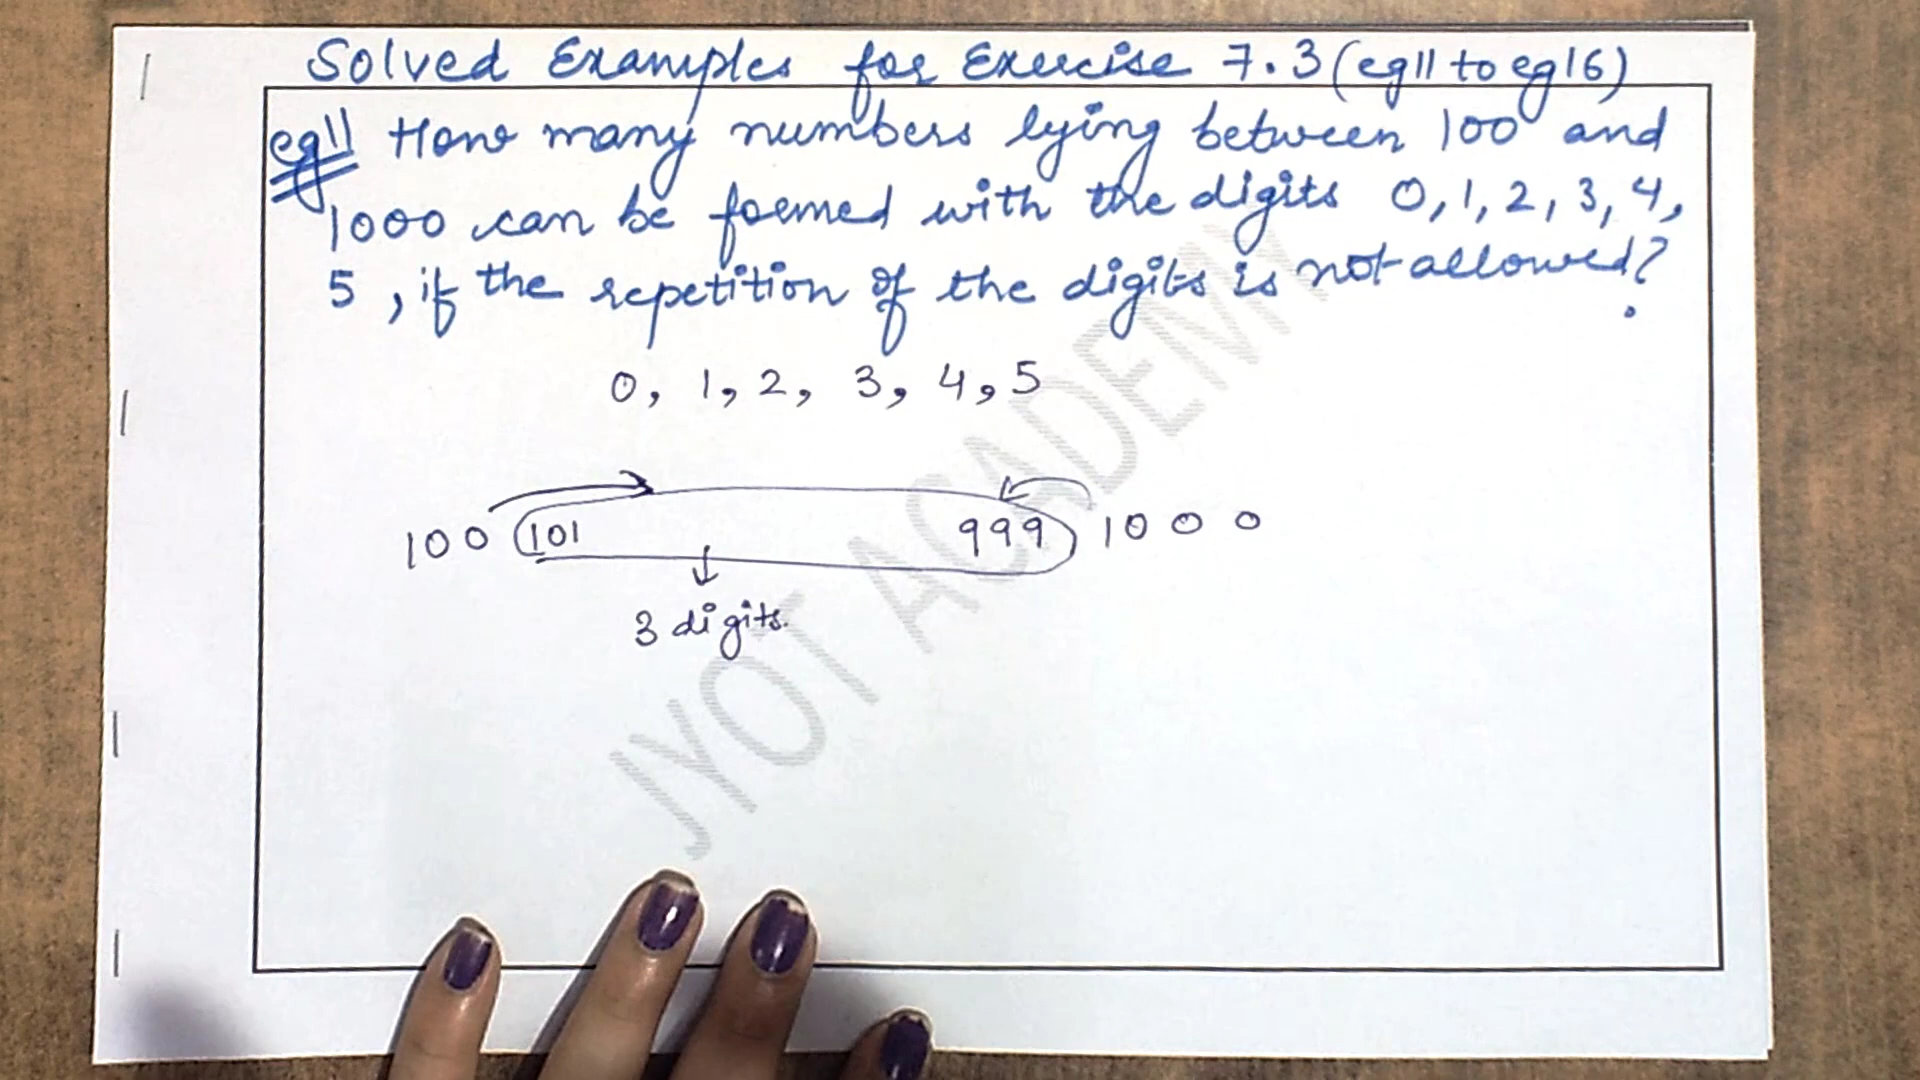 Solved Examples for Exercise 7.3 (eg11 to eg16)
eg11 How many numbers lying between 100 and
1000 can be formed with the digits 0, 1, 2, 3, 4,
5, if the repetition of the digits is not allowed?
0, 1, 2, 3, 4, 5
100 101 999 1000
3 digits.
JYOT ACADEMY